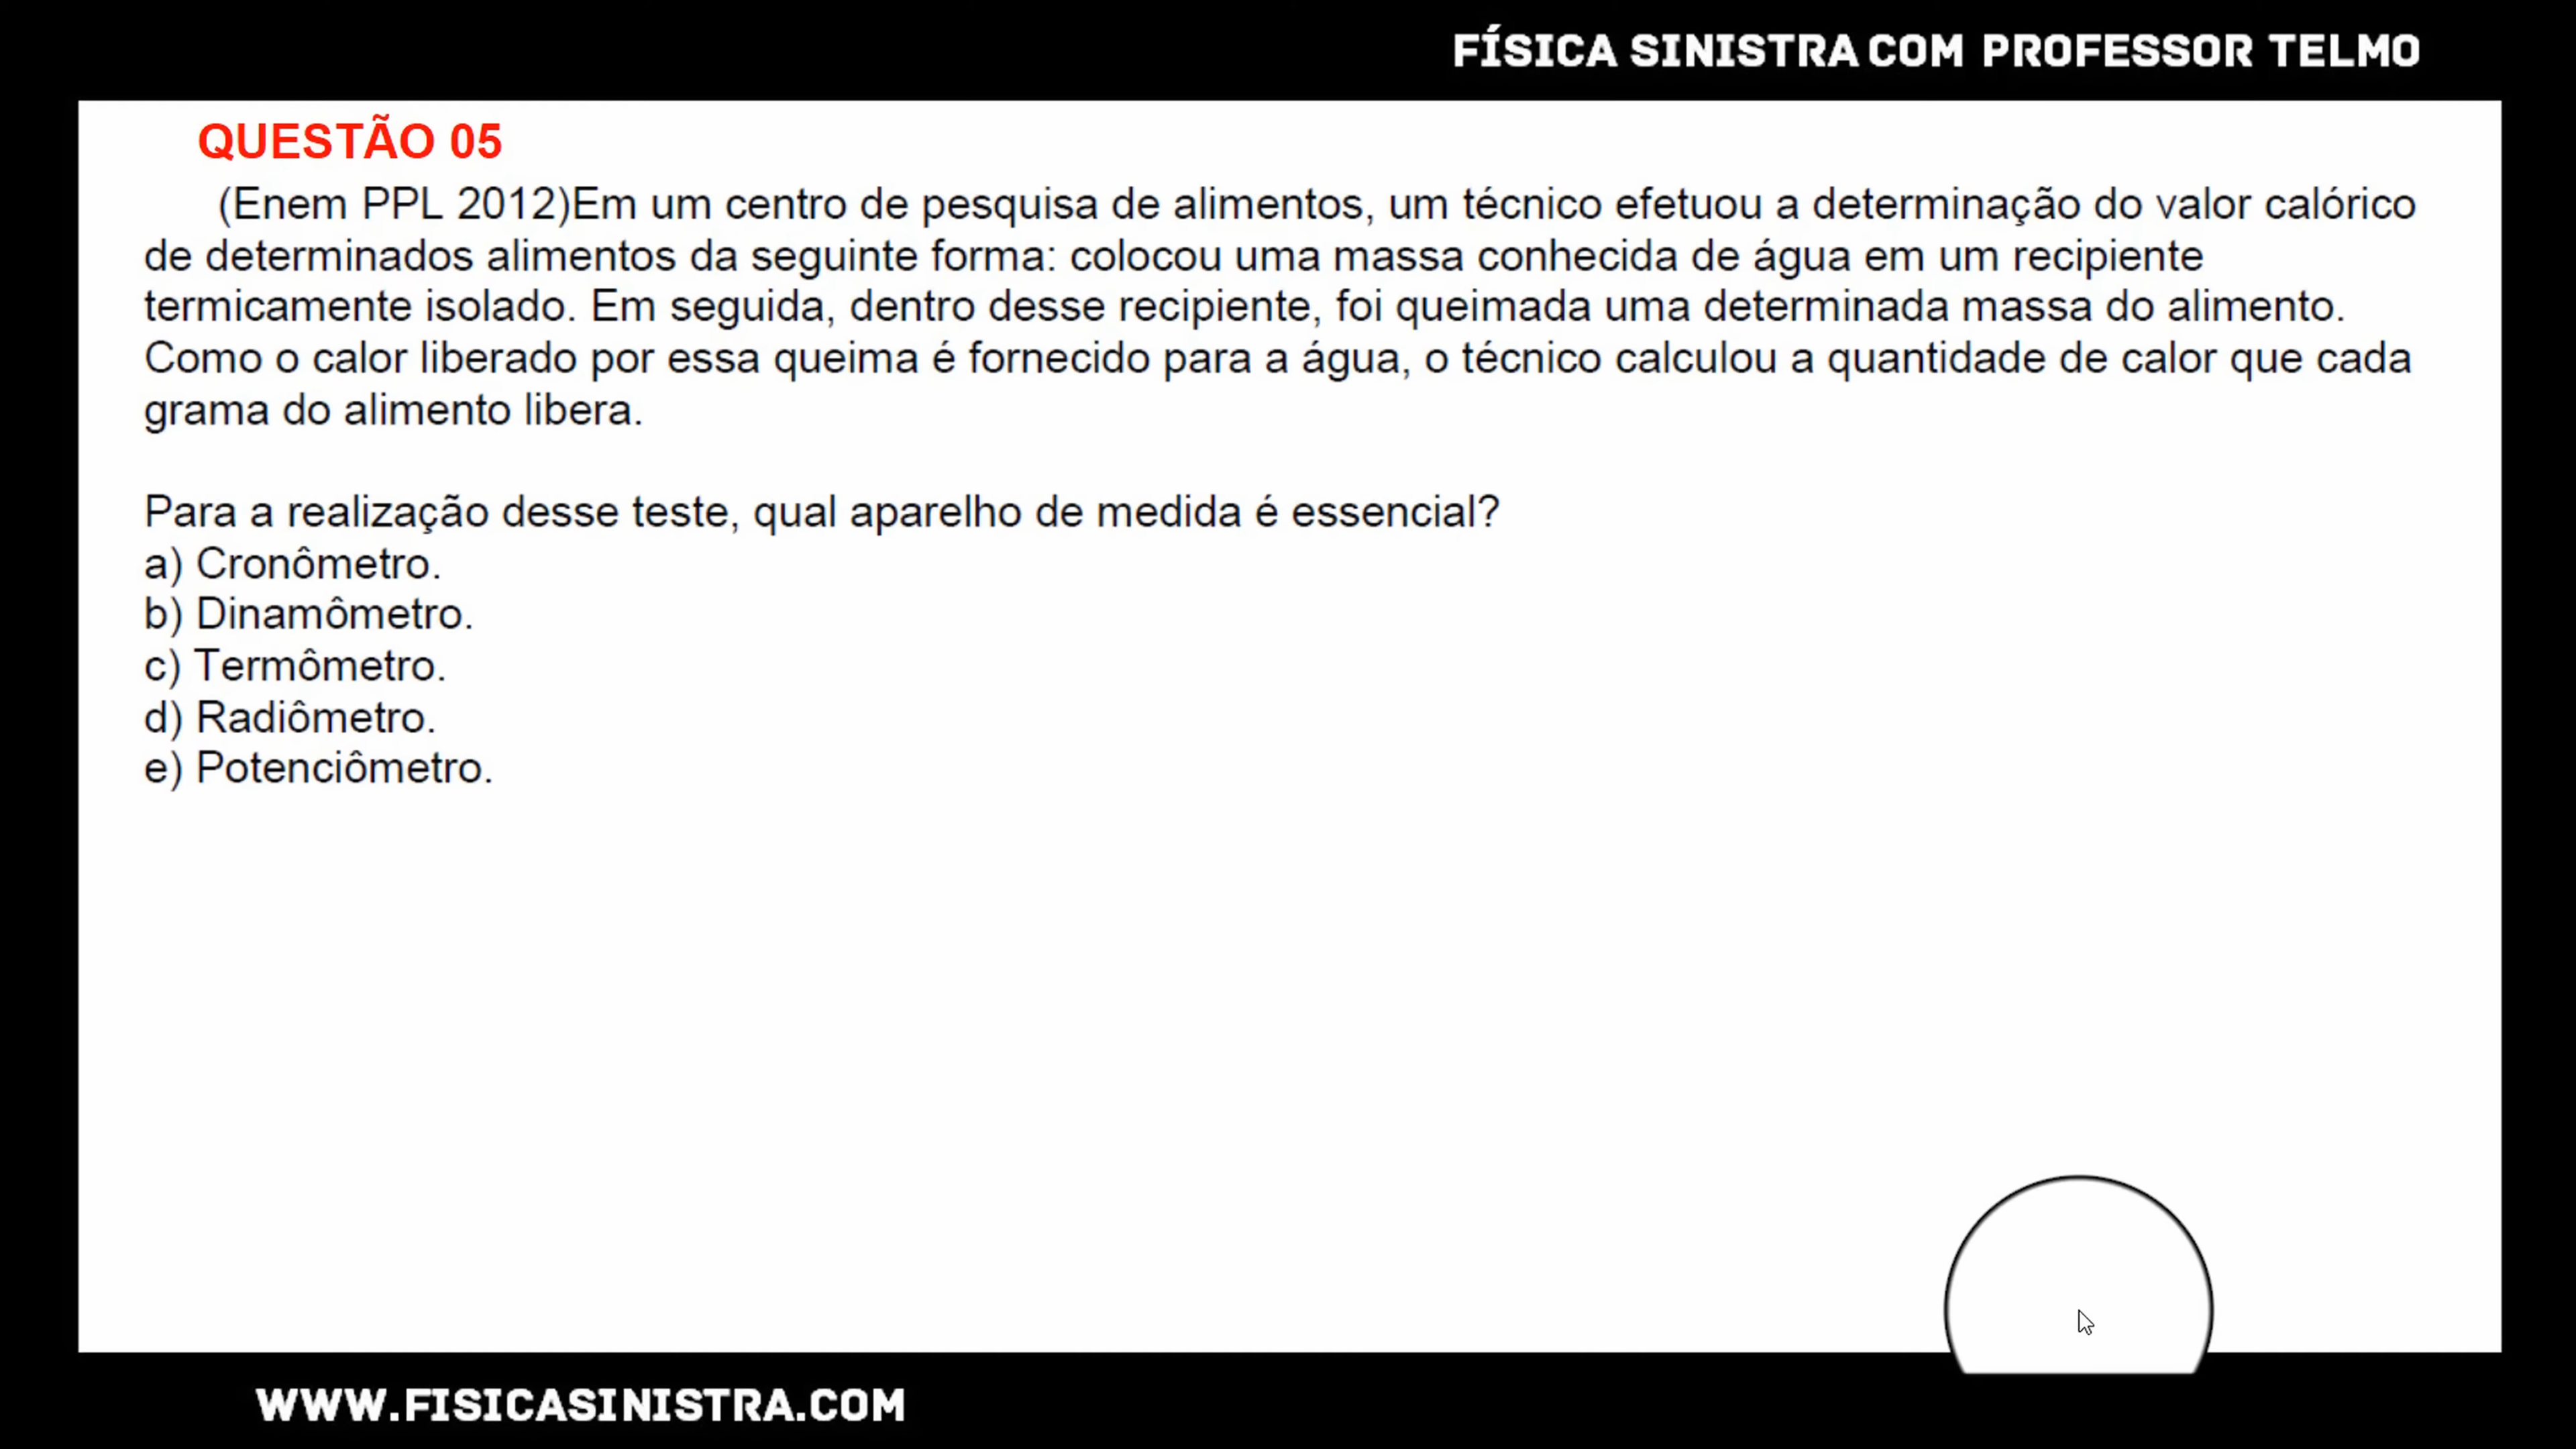 FÍSICA SINISTRA COM PROFESSOR TELMO
QUESTÃO 05
(Enem PPL 2012)Em um centro de pesquisa de alimentos, um técnico efetuou a determinação do valor calórico
de determinados alimentos da seguinte forma: colocou uma massa conhecida de água em um recipiente
termicamente isolado. Em seguida, dentro desse recipiente, foi queimada uma determinada massa do alimento.
Como o calor liberado por essa queima é fornecido para a água, o técnico calculou a quantidade de calor que cada
grama do alimento libera.
Para a realização desse teste, qual aparelho de medida é essencial?
a) Cronômetro.
b) Dinamômetro.
c) Termômetro.
d) Radiômetro.
e) Potenciômetro.
WWW.FISICASINISTRA.COM